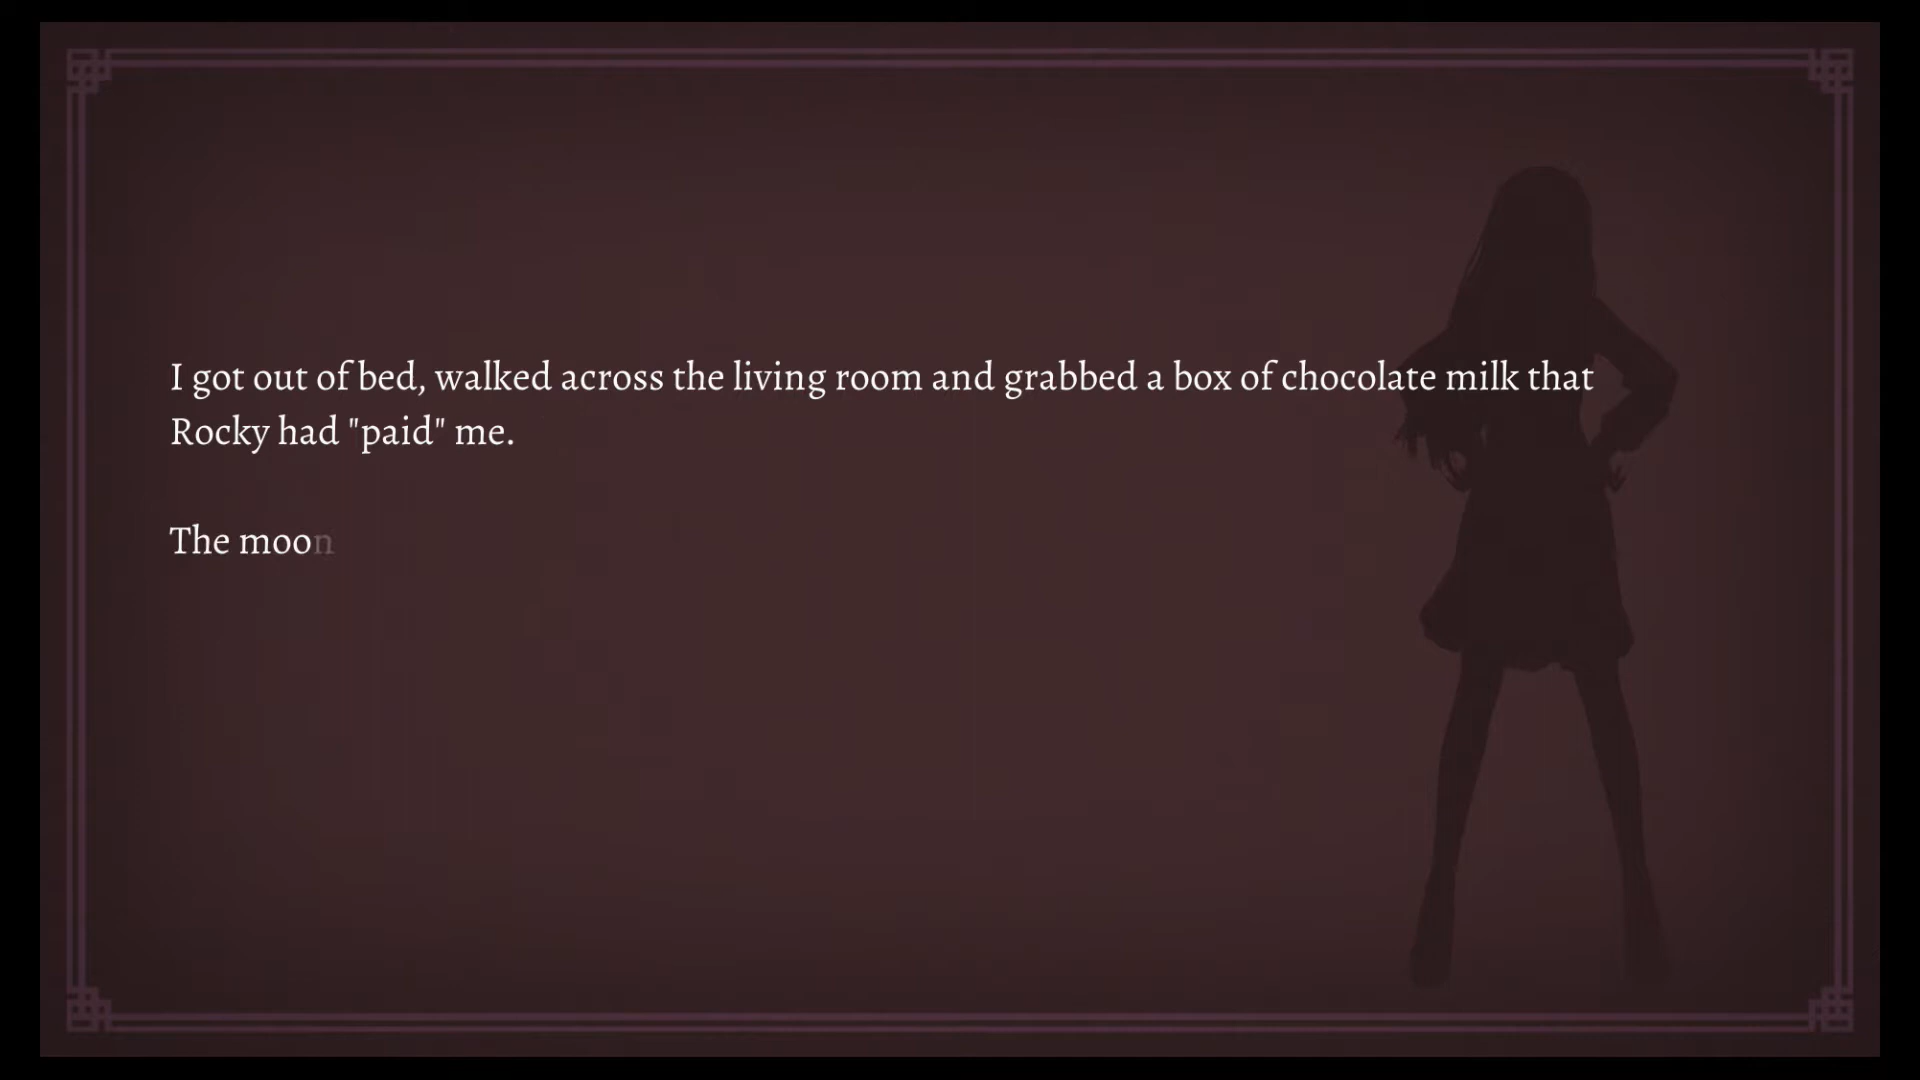 I got out of bed, walked across the living room and grabbed a box of chocolate milk that
Rocky had "paid" me.
The moon